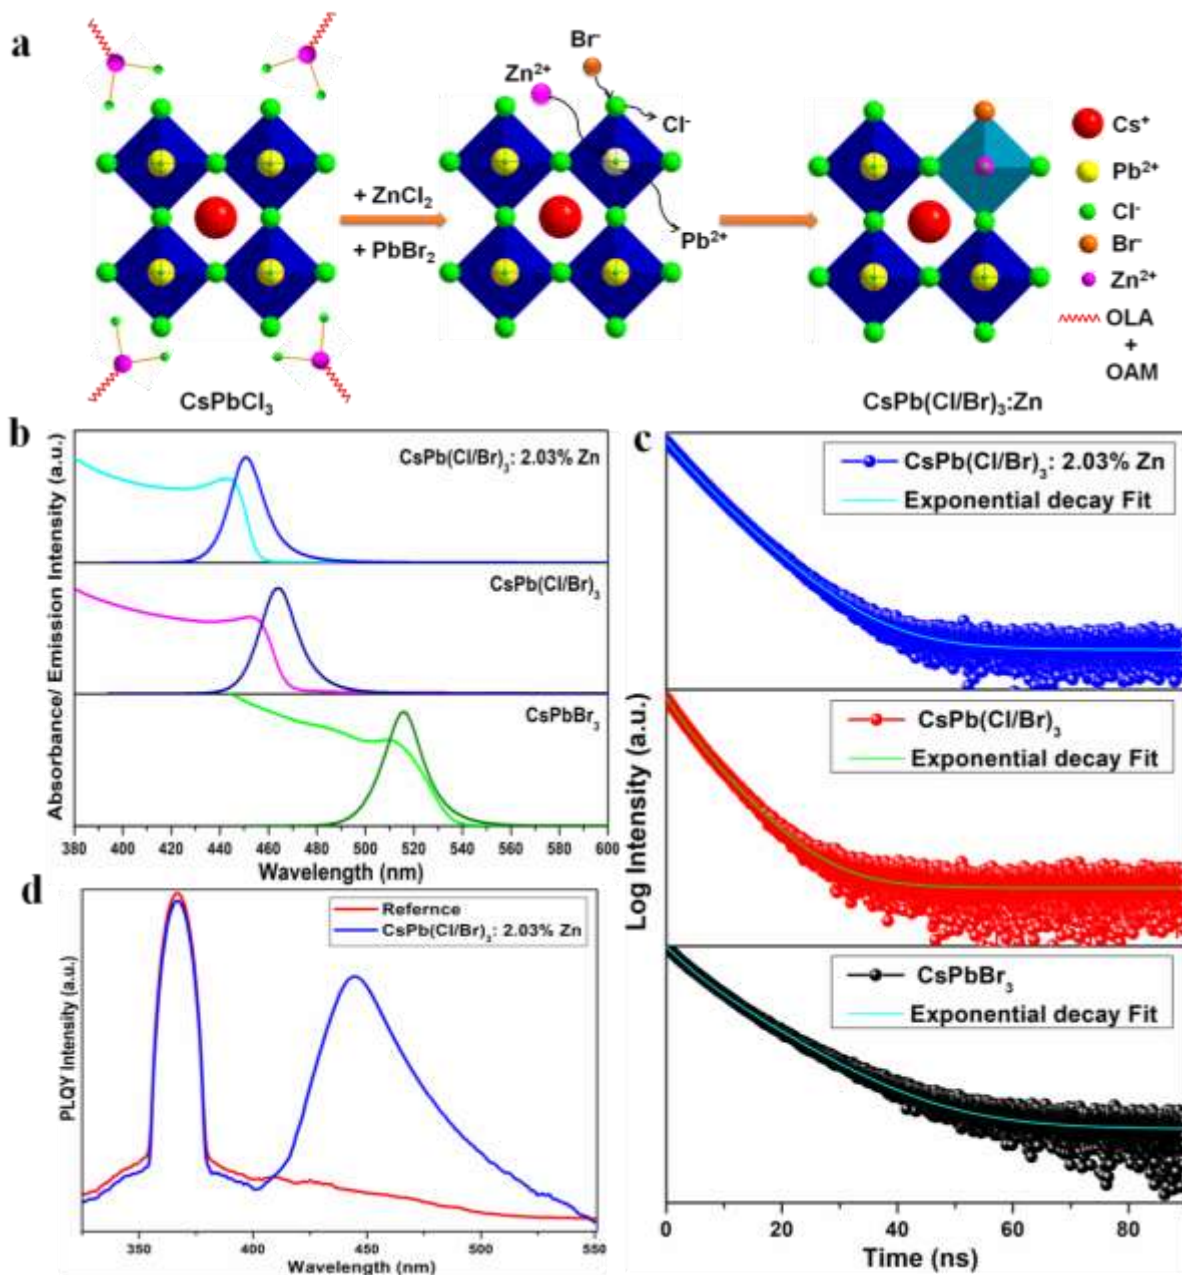 a
Zn²⁺
Br⁻
Cl⁻
+ ZnCl₂
+ PbBr₂
Pb²⁺
Cs⁺
Pb²⁺
Cl⁻
Br⁻
Zn²⁺
OLA
+
OAM
CsPbCl₃
CsPb(Cl/Br)₃:Zn
b
CsPb(Cl/Br)₃: 2.03% Zn
CsPb(Cl/Br)₃
CsPbBr₃
Absorbance/ Emission Intensity (a.u.)
380 400 420 440 460 480 500 520 540 560 580 600
Wavelength (nm)
c
CsPb(Cl/Br)₃: 2.03% Zn
Exponential decay Fit
CsPb(Cl/Br)₃
Exponential decay Fit
CsPbBr₃
Exponential decay Fit
Log Intensity (a.u.)
0 20 40 60 80
Time (ns)
d
Refernce
CsPb(Cl/Br)₃: 2.03% Zn
PLQY Intensity (a.u.)
350 400 450 500 550
Wavelength (nm)